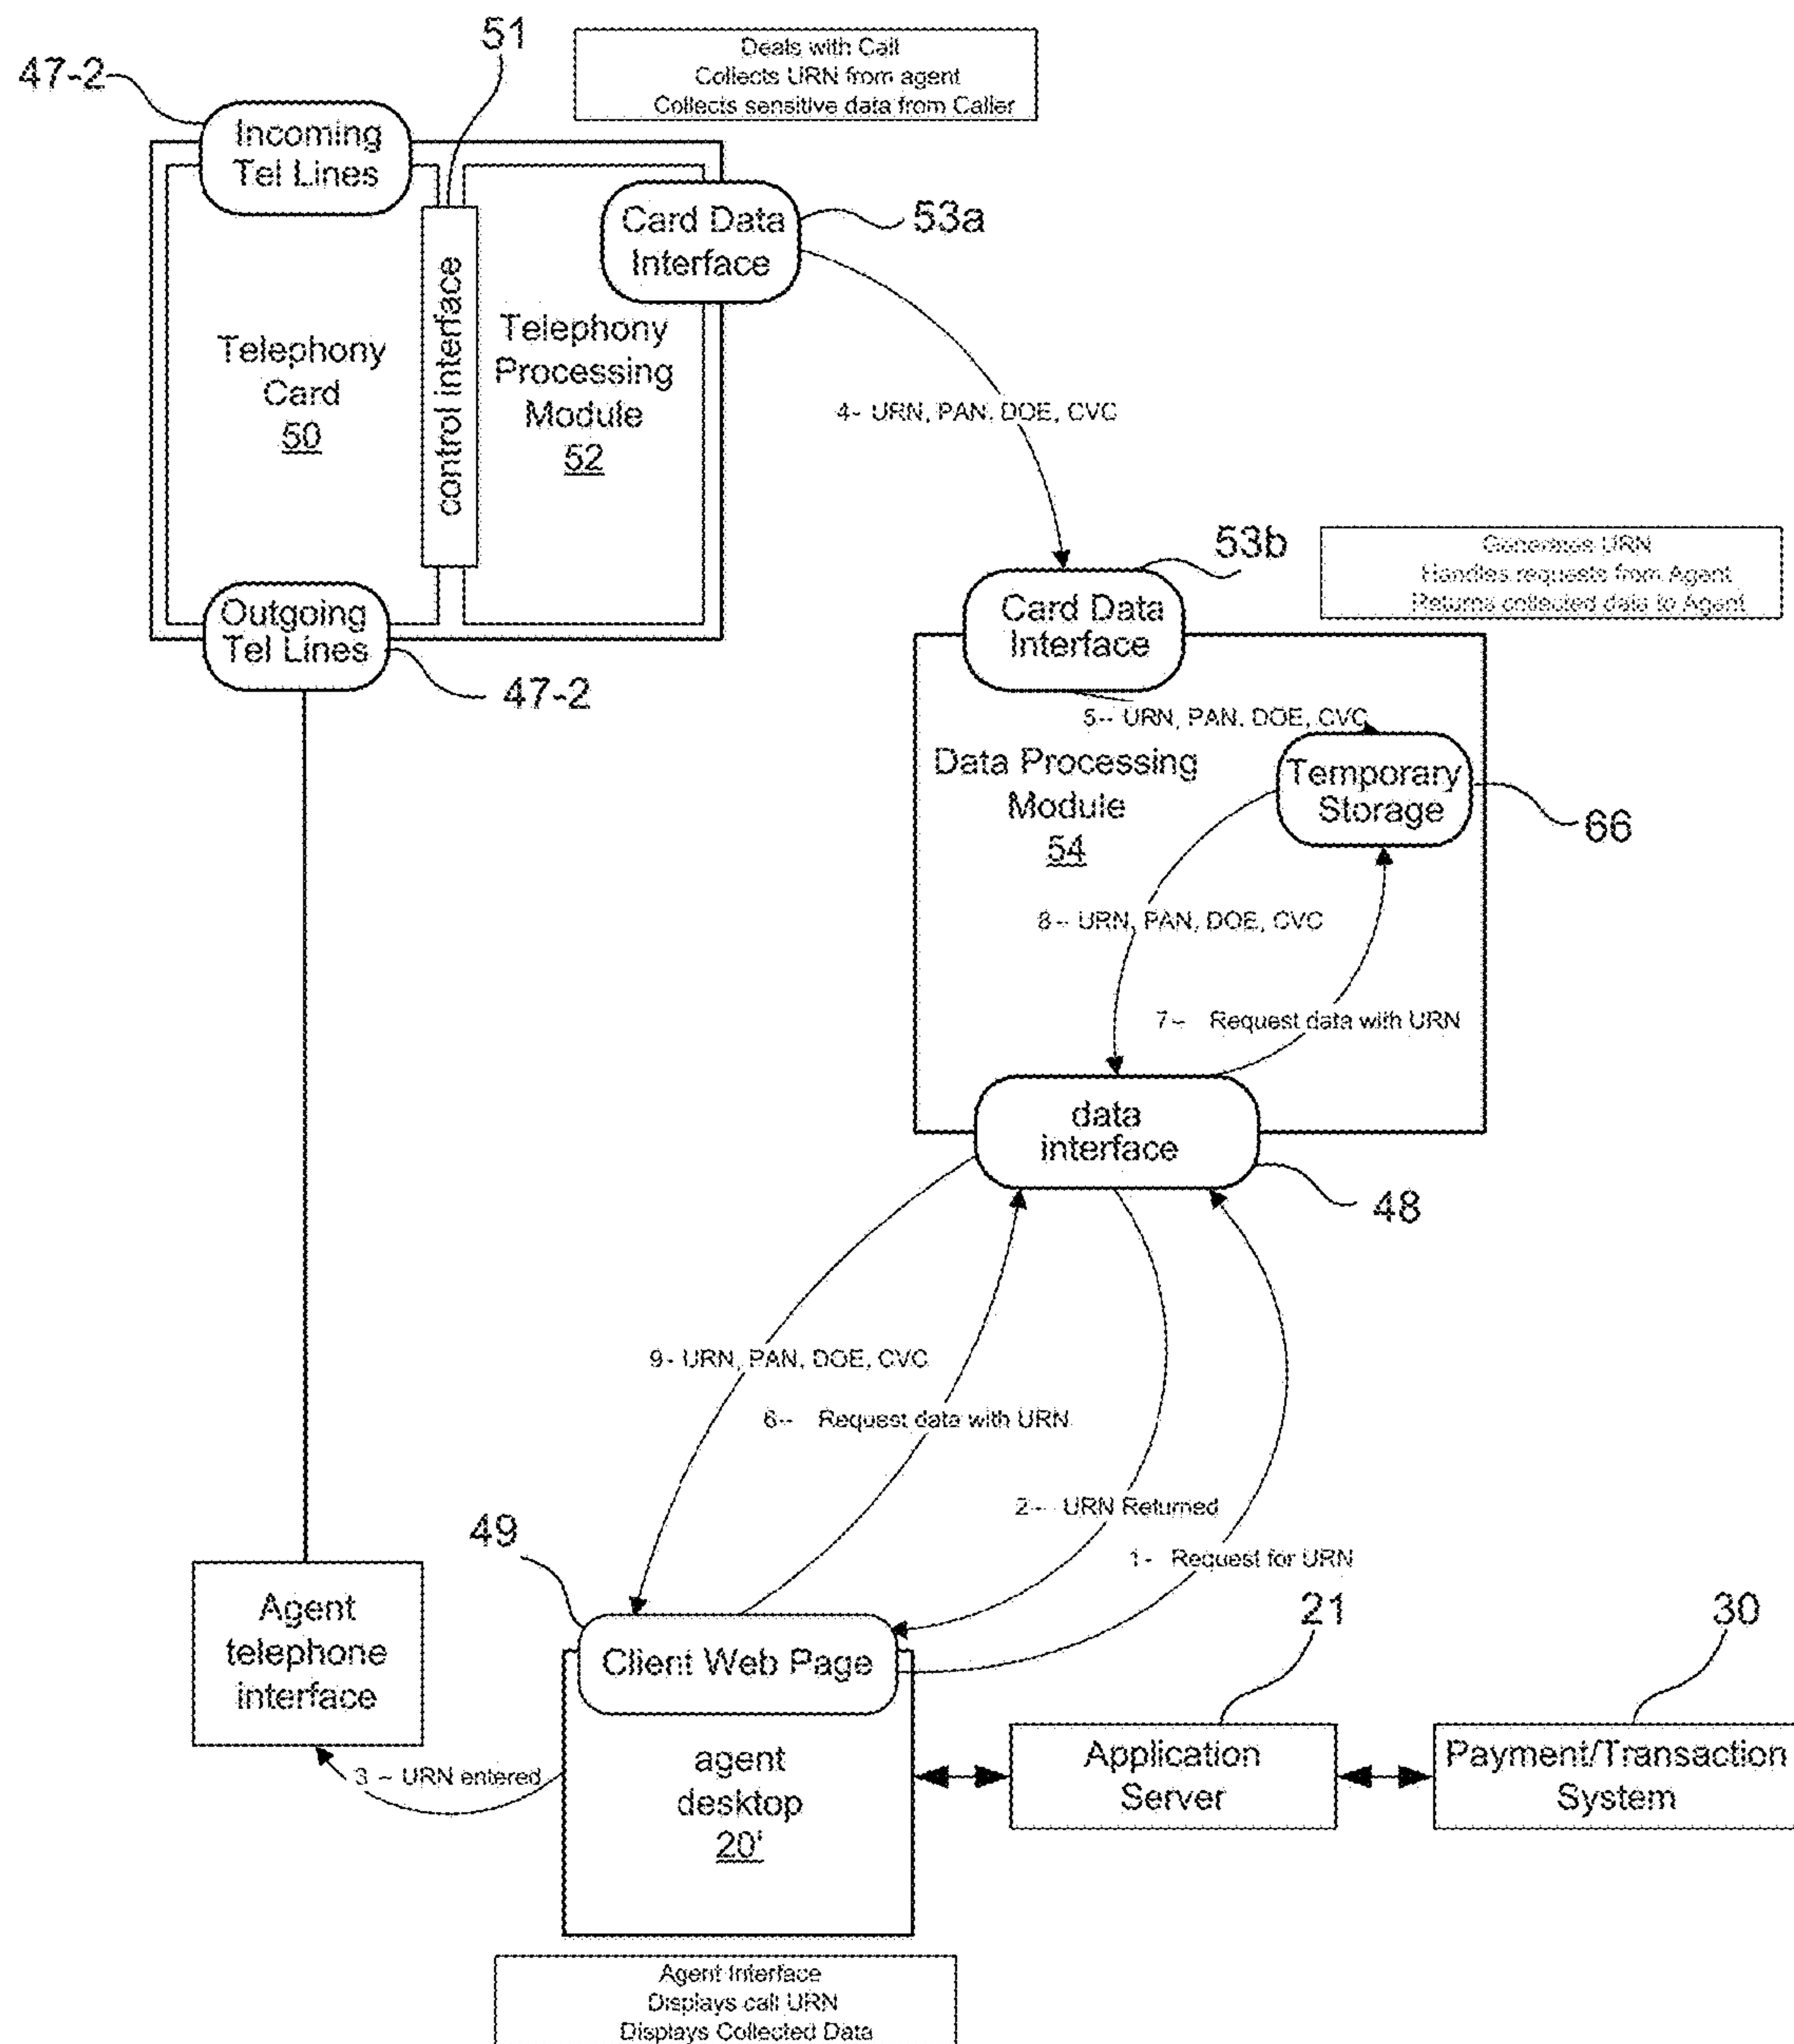 51
Deals with Call
Collects URN from agent
Collects sensitive data from Caller
47-2
Incoming
Tel Lines
Card Data
Interface
53a
control interface
Telephony
Card
50
Telephony
Processing
Module
52
4- URN, PAN, DOE, CVC
Outgoing
Tel Lines
47-2
53b
Generates URN
Handles requests from Agent
Returns collected data to Agent
Card Data
Interface
5-- URN, PAN, DOE, CVC
Data Processing
Module
54
Temporary
Storage
66
8-- URN, PAN, DOE, CVC
7-- Request data with URN
data
interface
48
9- URN, PAN, DOE, CVC
6-- Request data with URN
2-- URN Returned
1- Request for URN
49
Client Web Page
Agent
telephone
interface
3 -- URN entered
agent
desktop
20'
21
Application
Server
30
Payment/Transaction
System
Agent Interface
Displays call URN
Displays Collected Data